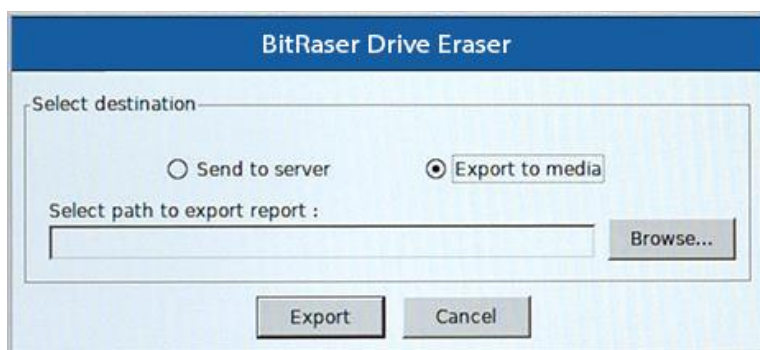 BitRaser Drive Eraser
Select destination
Send to server Export to media
Select path to export report :
Browse...
Export Cancel